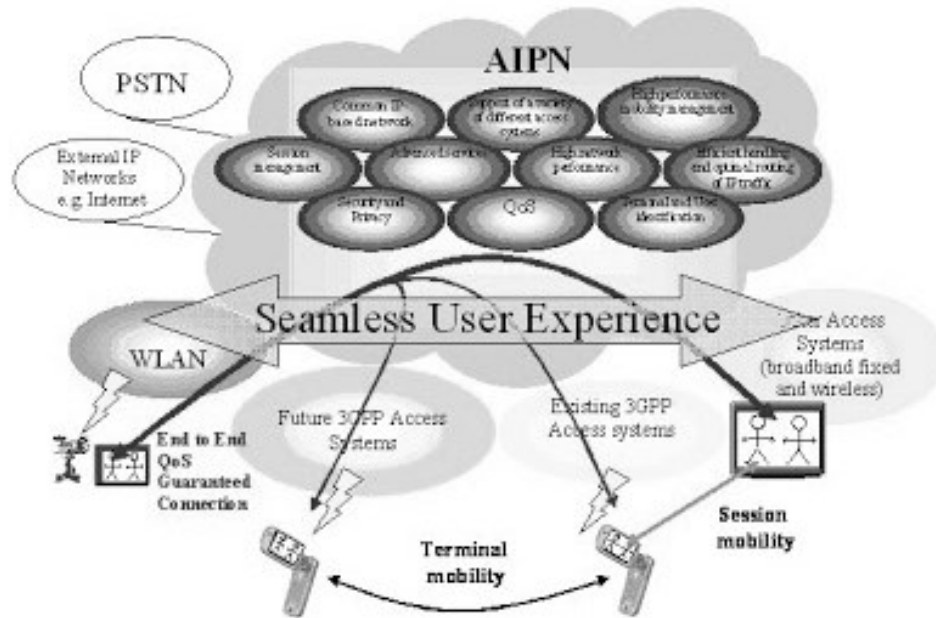 AIPN
PSTN
Common IP-
based network
Support of a variety
of different access
systems
High performance
mobility management
External IP
Networks
e.g. Internet
Session
management
Advanced services
High network
performance
Efficient handling
and optimal routing
of IP traffic
Security and
Privacy
QoS
Terminal and User
identification
Seamless User Experience
WLAN
Access
Systems
(broadband fixed
and wireless)
Future 3GPP Access
Systems
Existing 3GPP
Access systems
End to End
QoS
Guaranteed
Connection
Session
mobility
Terminal
mobility